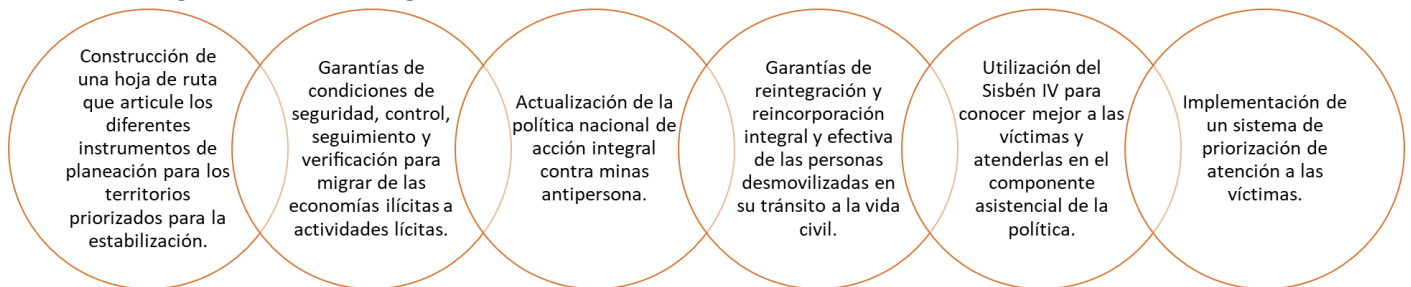 Construcción de
una hoja de ruta
que articule los
diferentes
instrumentos de
planeación para los
territorios
priorizados para la
estabilización.
Garantías de
condiciones de
seguridad, control,
seguimiento y
verificación para
migrar de las
economías ilícitas a
actividades lícitas.
Actualización de la
política nacional de
acción integral
contra minas
antipersona.
Garantías de
reintegración y
reincorporación
integral y efectiva
de las personas
desmovilizadas en
su tránsito a la vida
civil.
Utilización del
Sisbén IV para
conocer mejor a las
víctimas y
atenderlas en el
componente
asistencial de la
política.
Implementación de
un sistema de
priorización de
atención a las
víctimas.